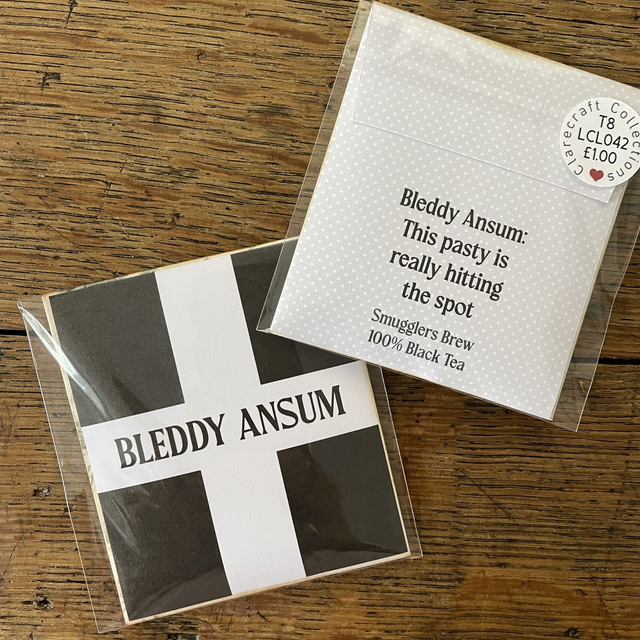 BLEDDY ANSUM
Clarecraft Collections
T8
LCL042
£1.00
Bleddy Ansum:
This pasty is
really hitting
the spot
Smugglers Brew
100% Black Tea